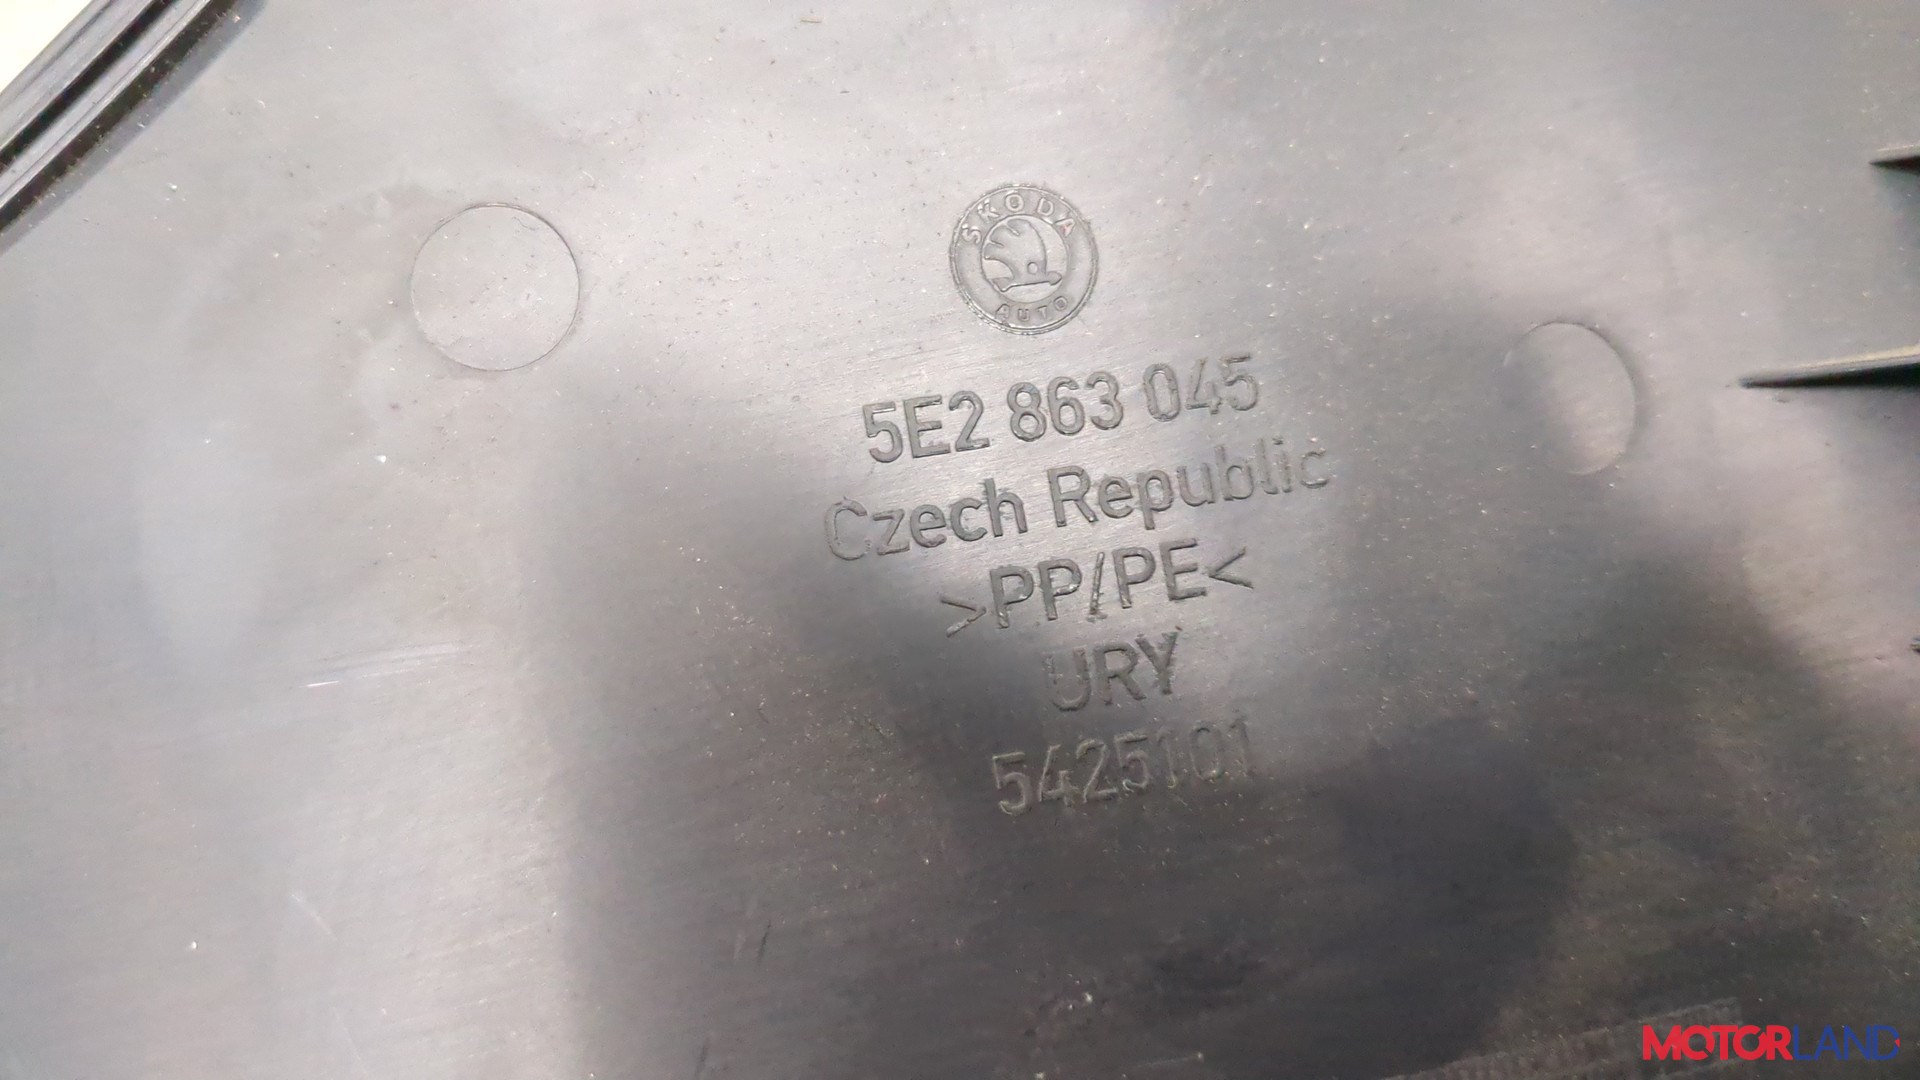 ŠKODA
AUTO
5E2 863 045
Czech Republic
>PP/PE<
URY
5425101
MOTORLAND